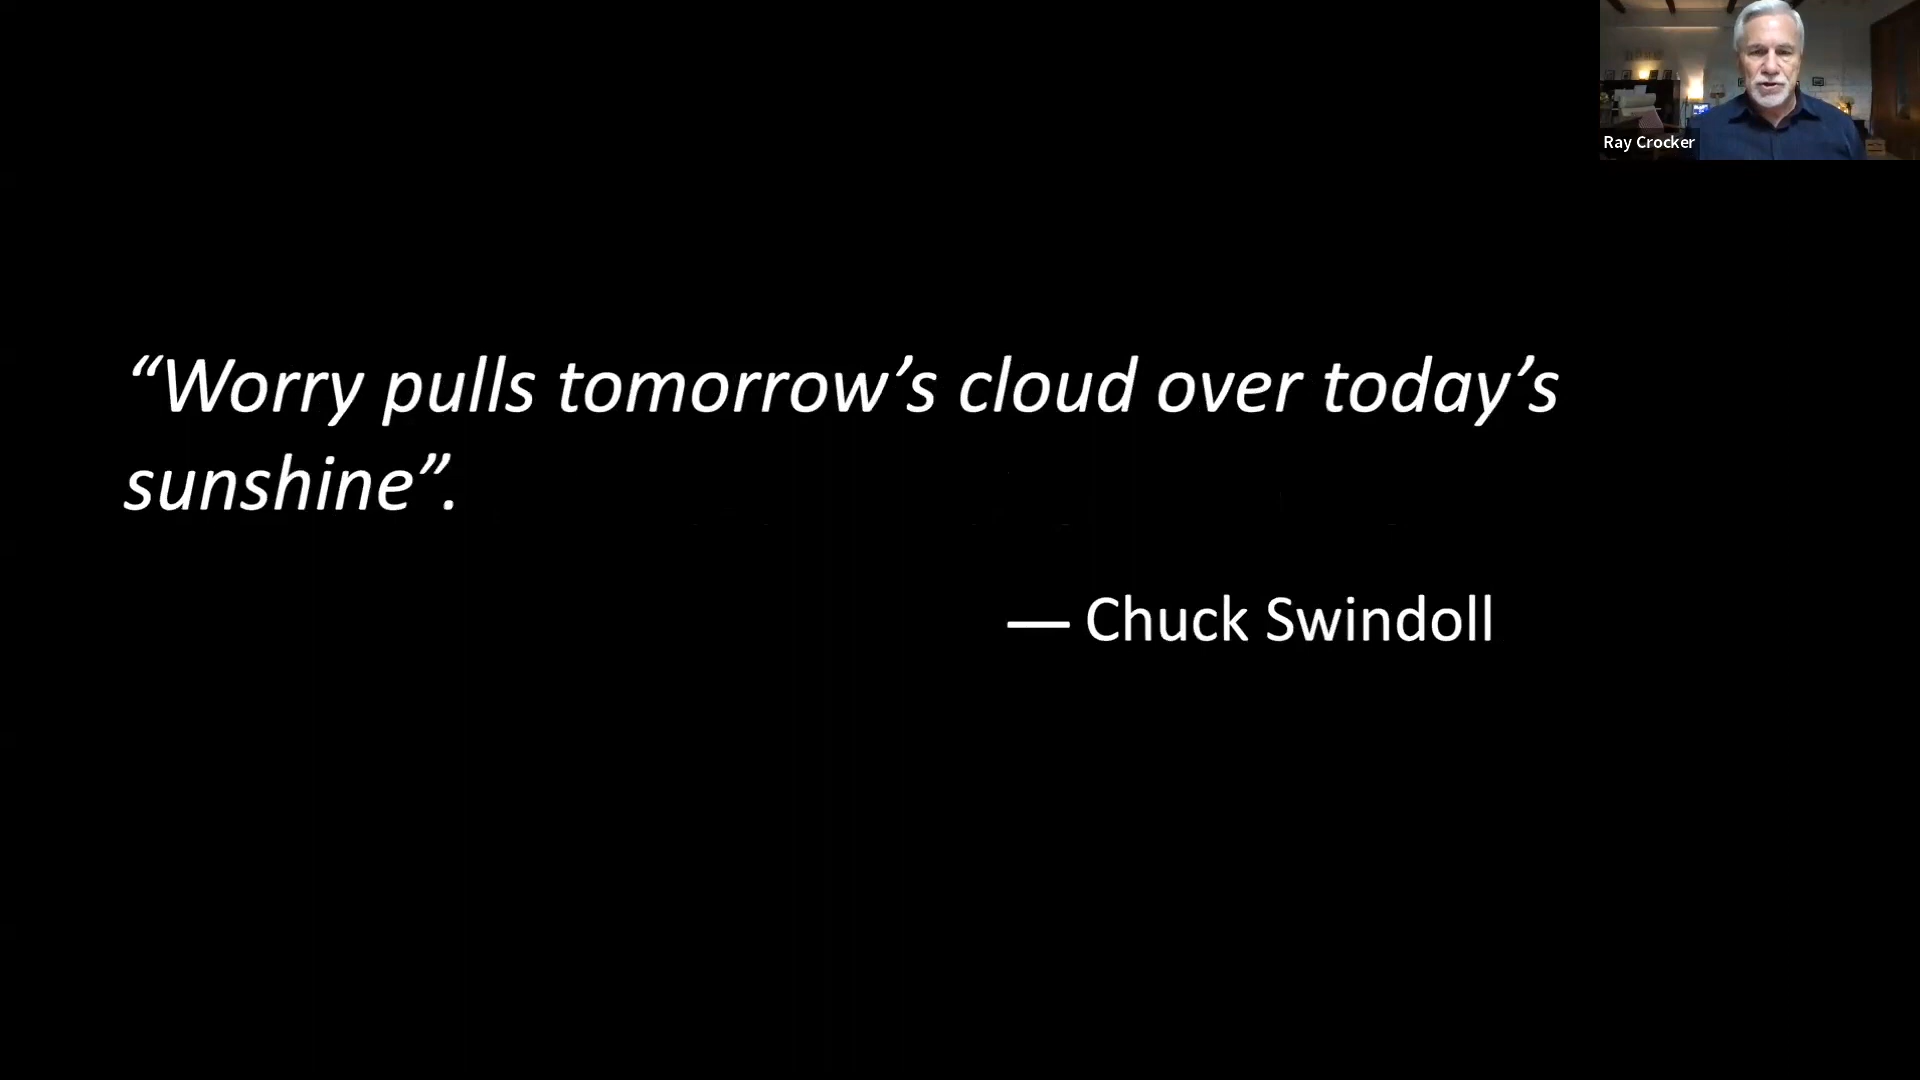 Ray Crocker
“Worry pulls tomorrow’s cloud over today’s
sunshine”.
— Chuck Swindoll